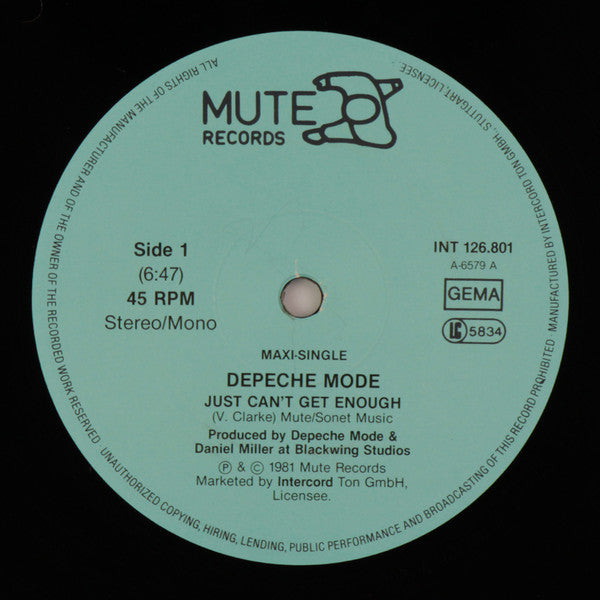 MUTE
RECORDS
Side 1
(6:47)
45 RPM
Stereo/Mono
INT 126.801
A-6579 A
GEMA
LC 5834
MAXI-SINGLE
DEPECHE MODE
JUST CAN'T GET ENOUGH
(V. Clarke) Mute/Sonet Music
Produced by Depeche Mode &
Daniel Miller at Blackwing Studios
Ⓟ & © 1981 Mute Records
Marketed by Intercord Ton GmbH,
Licensee.
ALL RIGHTS OF THE MANUFACTURER AND OF THE OWNER OF THE RECORDED WORK RESERVED. UNAUTHORIZED COPYING, HIRING, LENDING, PUBLIC PERFORMANCE AND BROADCASTING OF THIS RECORD PROHIBITED. MANUFACTURED BY INTERCORD TON GMBH., STUTTGART LICENSEE.